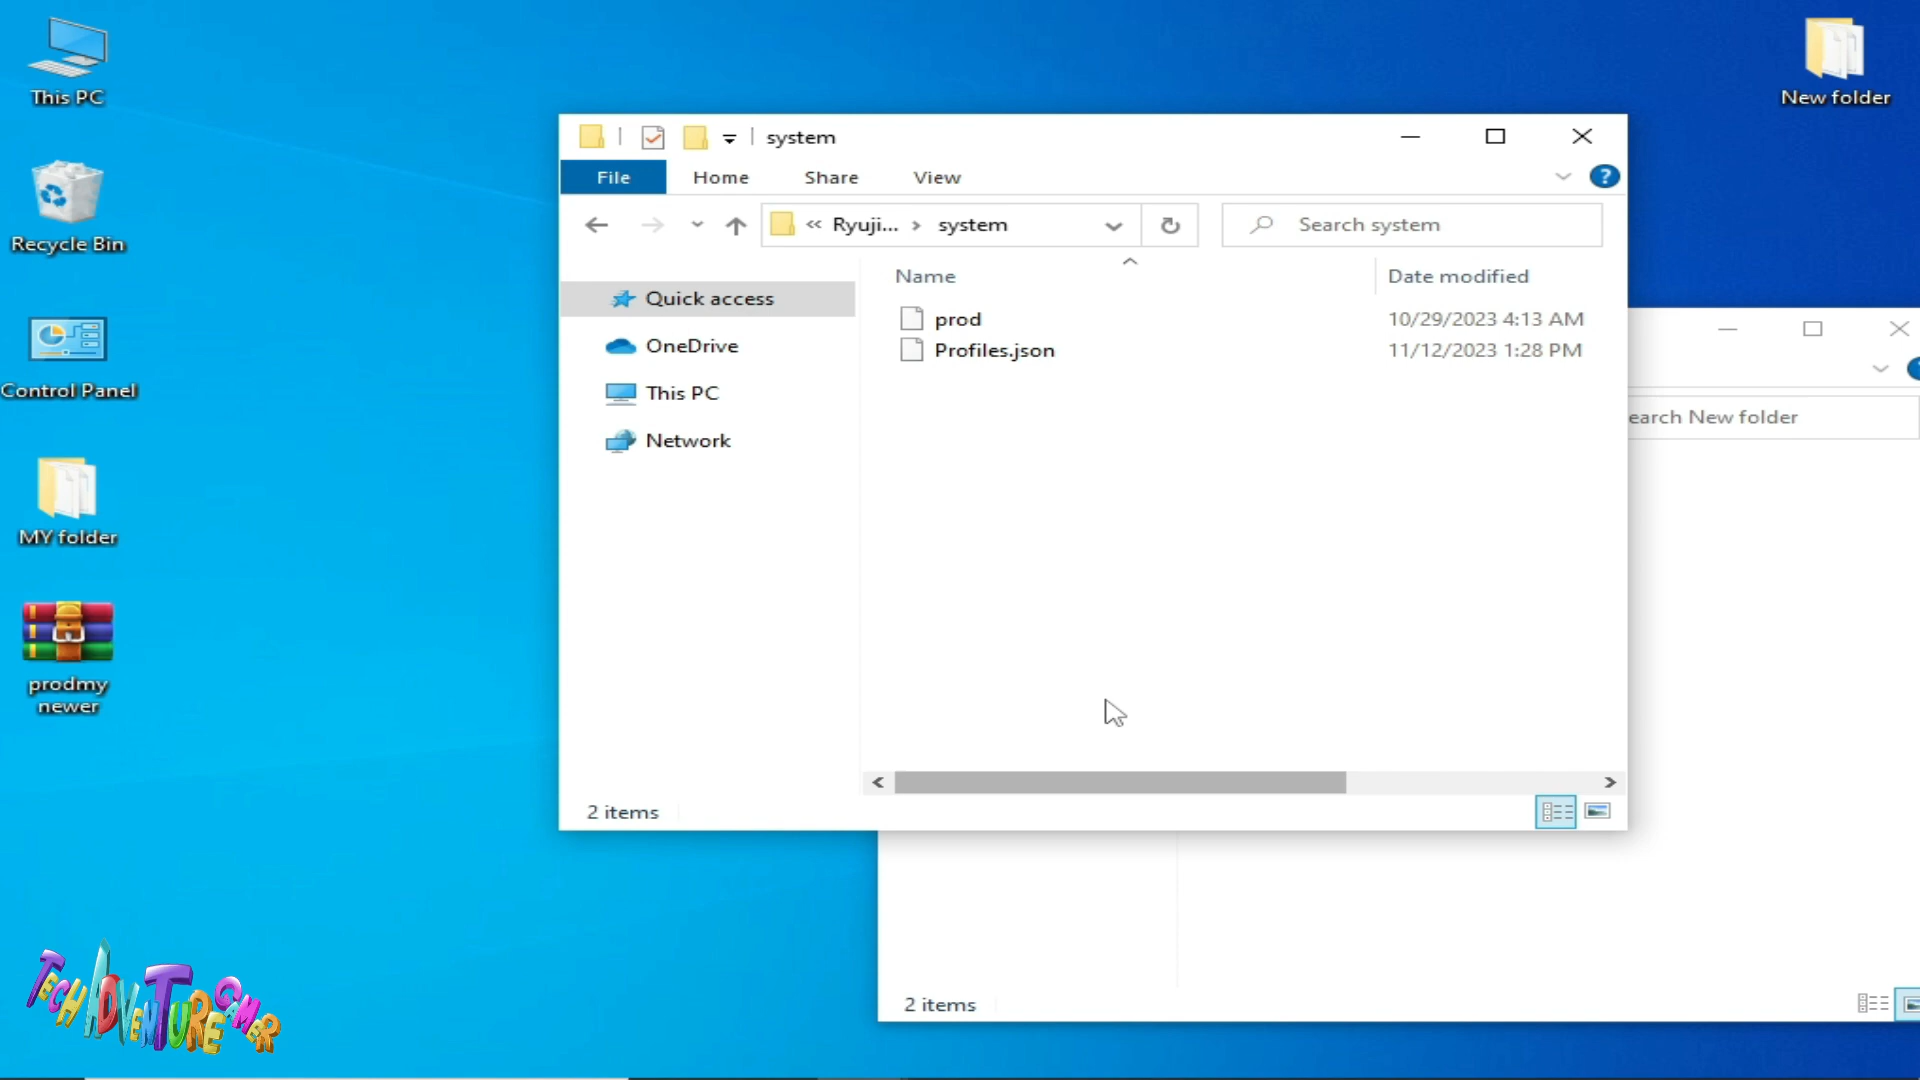 This PC
Recycle Bin
Control Panel
MY folder
prodmy
newer
New folder
system
File
Home
Share
View
?
« Ryuji... › system
Search system
Quick access
OneDrive
This PC
Network
Name
Date modified
prod
10/29/2023 4:13 AM
Profiles.json
11/12/2023 1:28 PM
2 items
earch New folder
2 items
TECH ADVENTURE GAMER